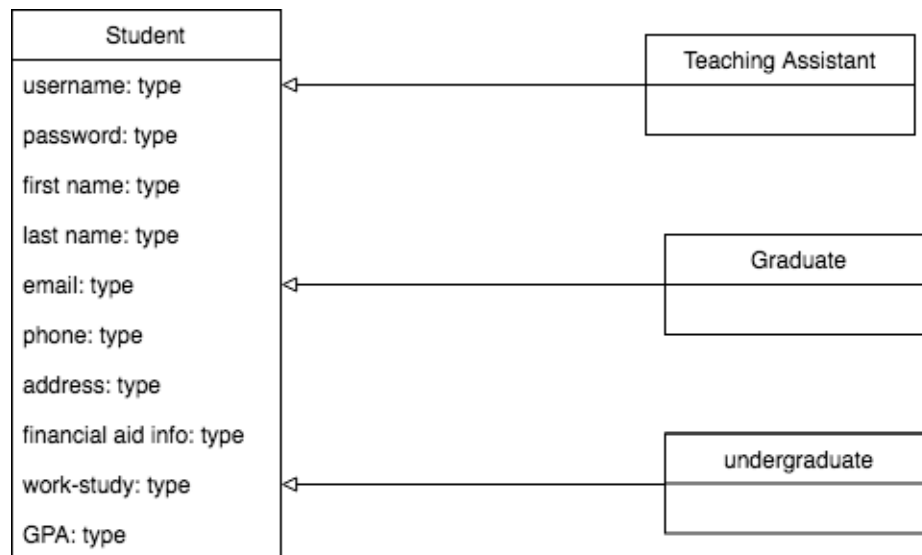 Student
username: type
password: type
first name: type
last name: type
email: type
phone: type
address: type
financial aid info: type
work-study: type
GPA: type
Teaching Assistant
Graduate
undergraduate